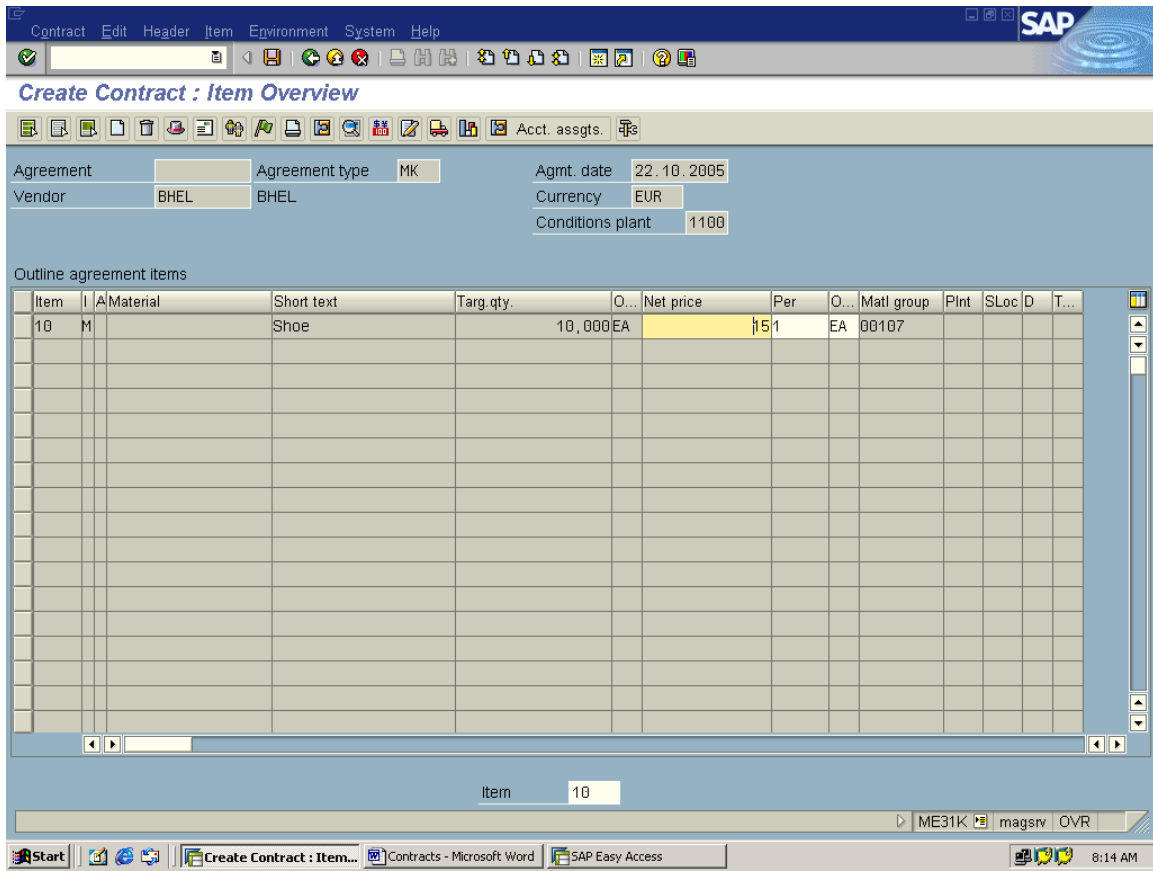 Contract Edit Header Item Environment System Help
SAP
Create Contract : Item Overview
Acct. assgts.
Agreement Agreement type MK Agmt. date 22.10.2005
Vendor BHEL BHEL Currency EUR
Conditions plant 1100
Outline agreement items
Item I A Material Short text Targ.qty. O... Net price Per O... Matl group Plnt SLoc D T...
10 M Shoe 10,000 EA 15 1 EA 00107
Item 10
ME31K magsrv OVR
Start Create Contract : Item... Contracts - Microsoft Word SAP Easy Access 8:14 AM